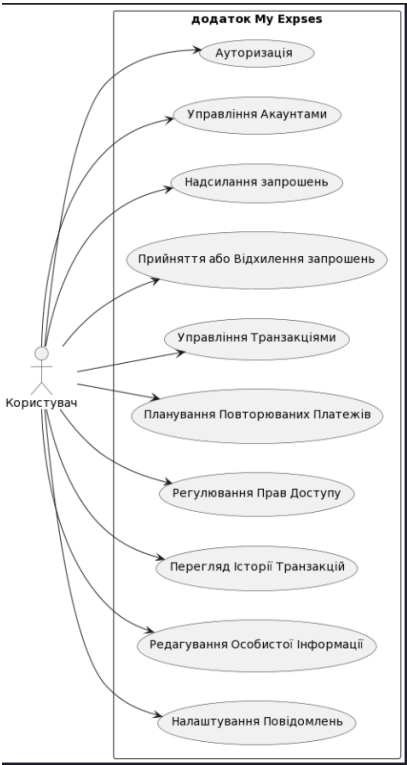 додаток My Expses
Ауторизація
Управління Акаунтами
Надсилання запрошень
Прийняття або Відхилення запрошень
Управління Транзакціями
Користувач
Планування Повторюваних Платежів
Регулювання Прав Доступу
Перегляд Історії Транзакцій
Редагування Особистої Інформації
Налаштування Повідомлень